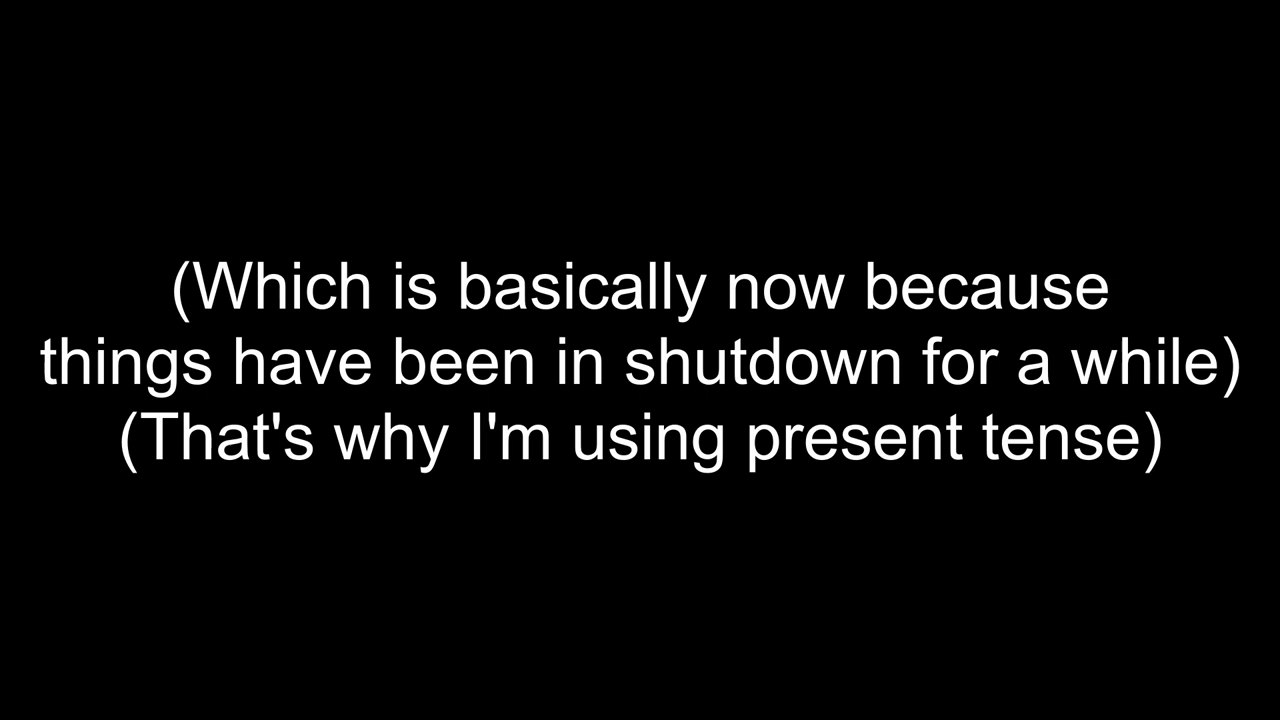 (Which is basically now because
things have been in shutdown for a while)
(That's why I'm using present tense)